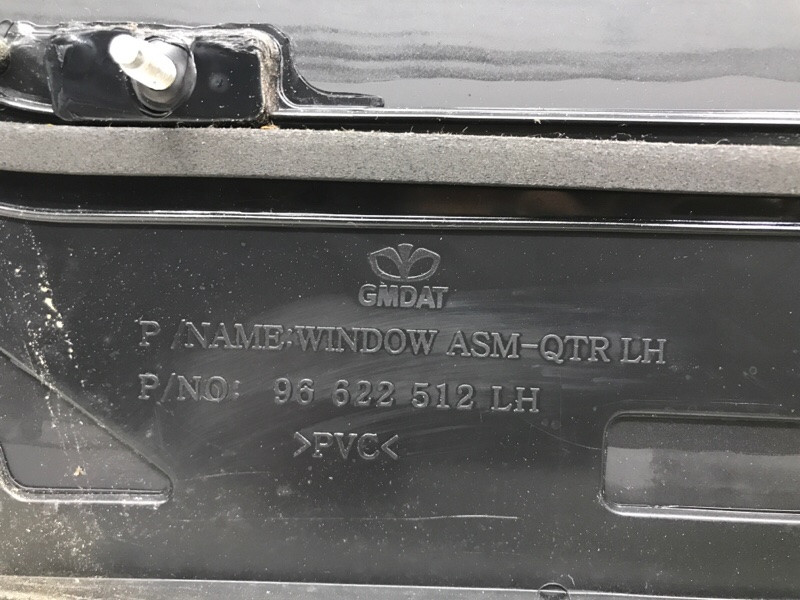 GMDAT
P/NAME:WINDOW ASM-QTR LH
P/NO: 96 622 512 LH
>PVC<